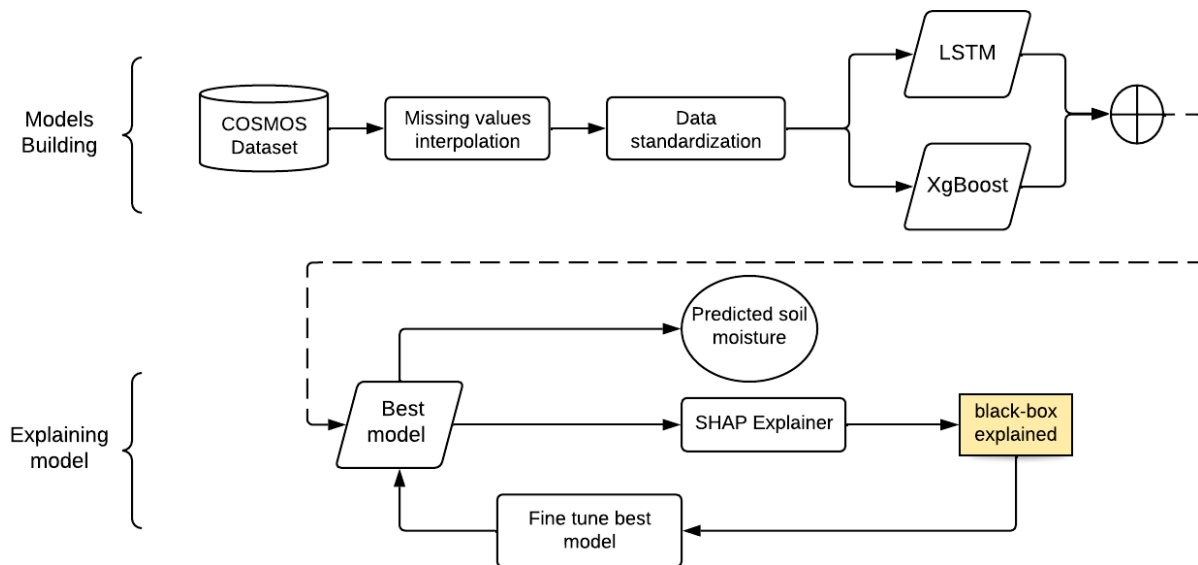 Models
Building
COSMOS
Dataset
Missing values
interpolation
Data
standardization
LSTM
XgBoost
Predicted soil
moisture
Explaining
model
Best
model
SHAP Explainer
black-box
explained
Fine tune best
model